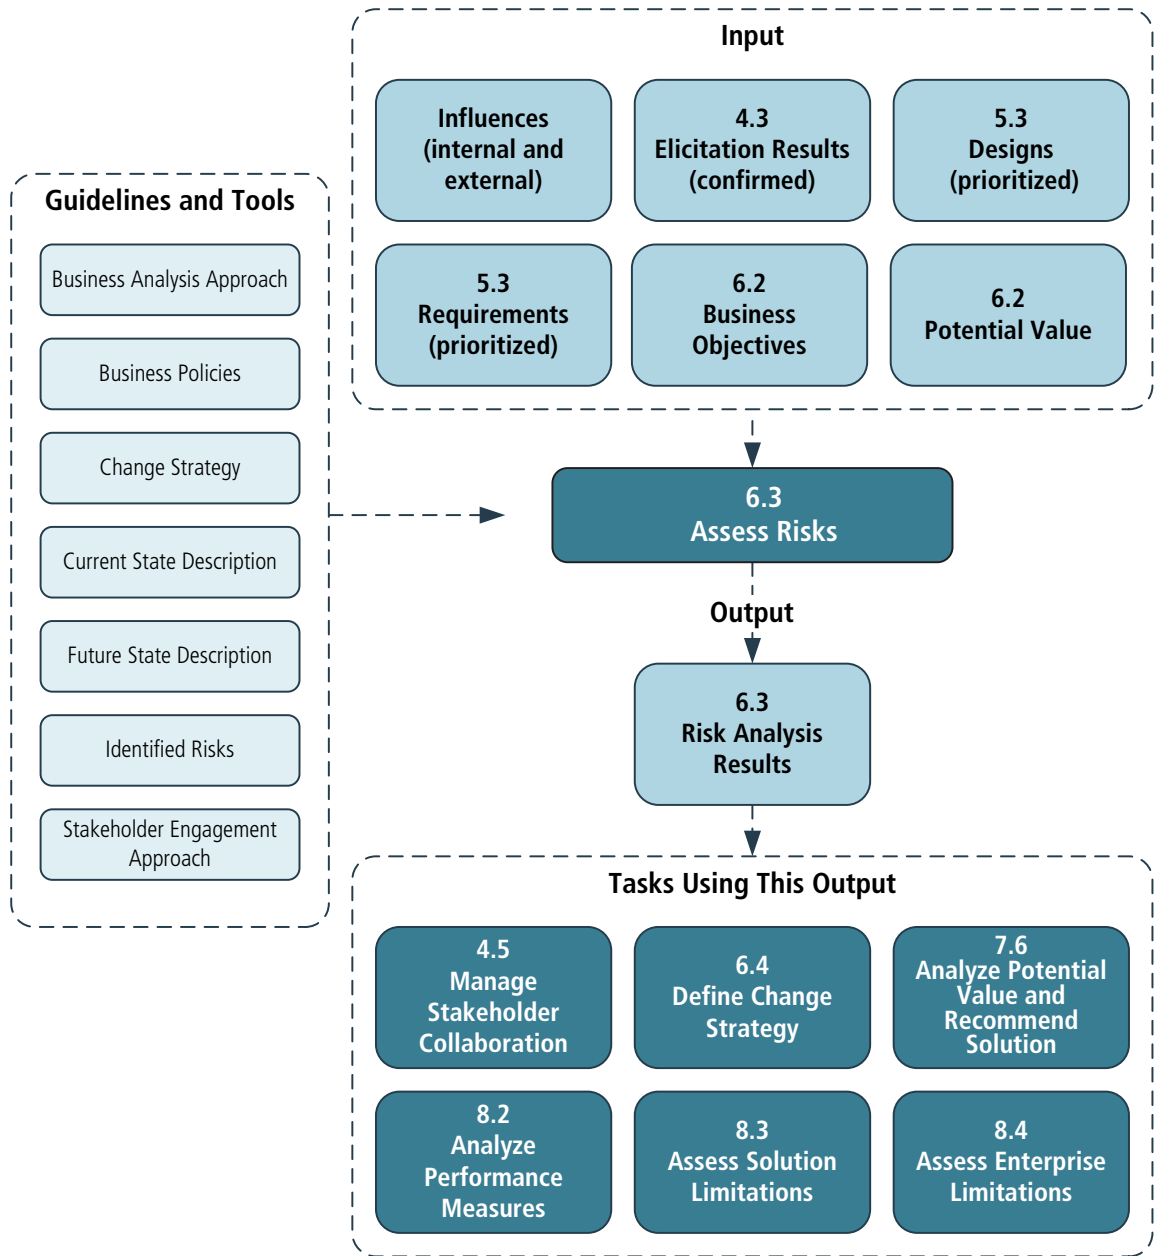 Input
Influences
(internal and
external)
4.3
Elicitation Results
(confirmed)
5.3
Designs
(prioritized)
5.3
Requirements
(prioritized)
6.2
Business
Objectives
6.2
Potential Value
Guidelines and Tools
Business Analysis Approach
Business Policies
Change Strategy
Current State Description
Future State Description
Identified Risks
Stakeholder Engagement
Approach
6.3
Assess Risks
Output
6.3
Risk Analysis
Results
Tasks Using This Output
4.5
Manage
Stakeholder
Collaboration
6.4
Define Change
Strategy
7.6
Analyze Potential
Value and
Recommend
Solution
8.2
Analyze
Performance
Measures
8.3
Assess Solution
Limitations
8.4
Assess Enterprise
Limitations